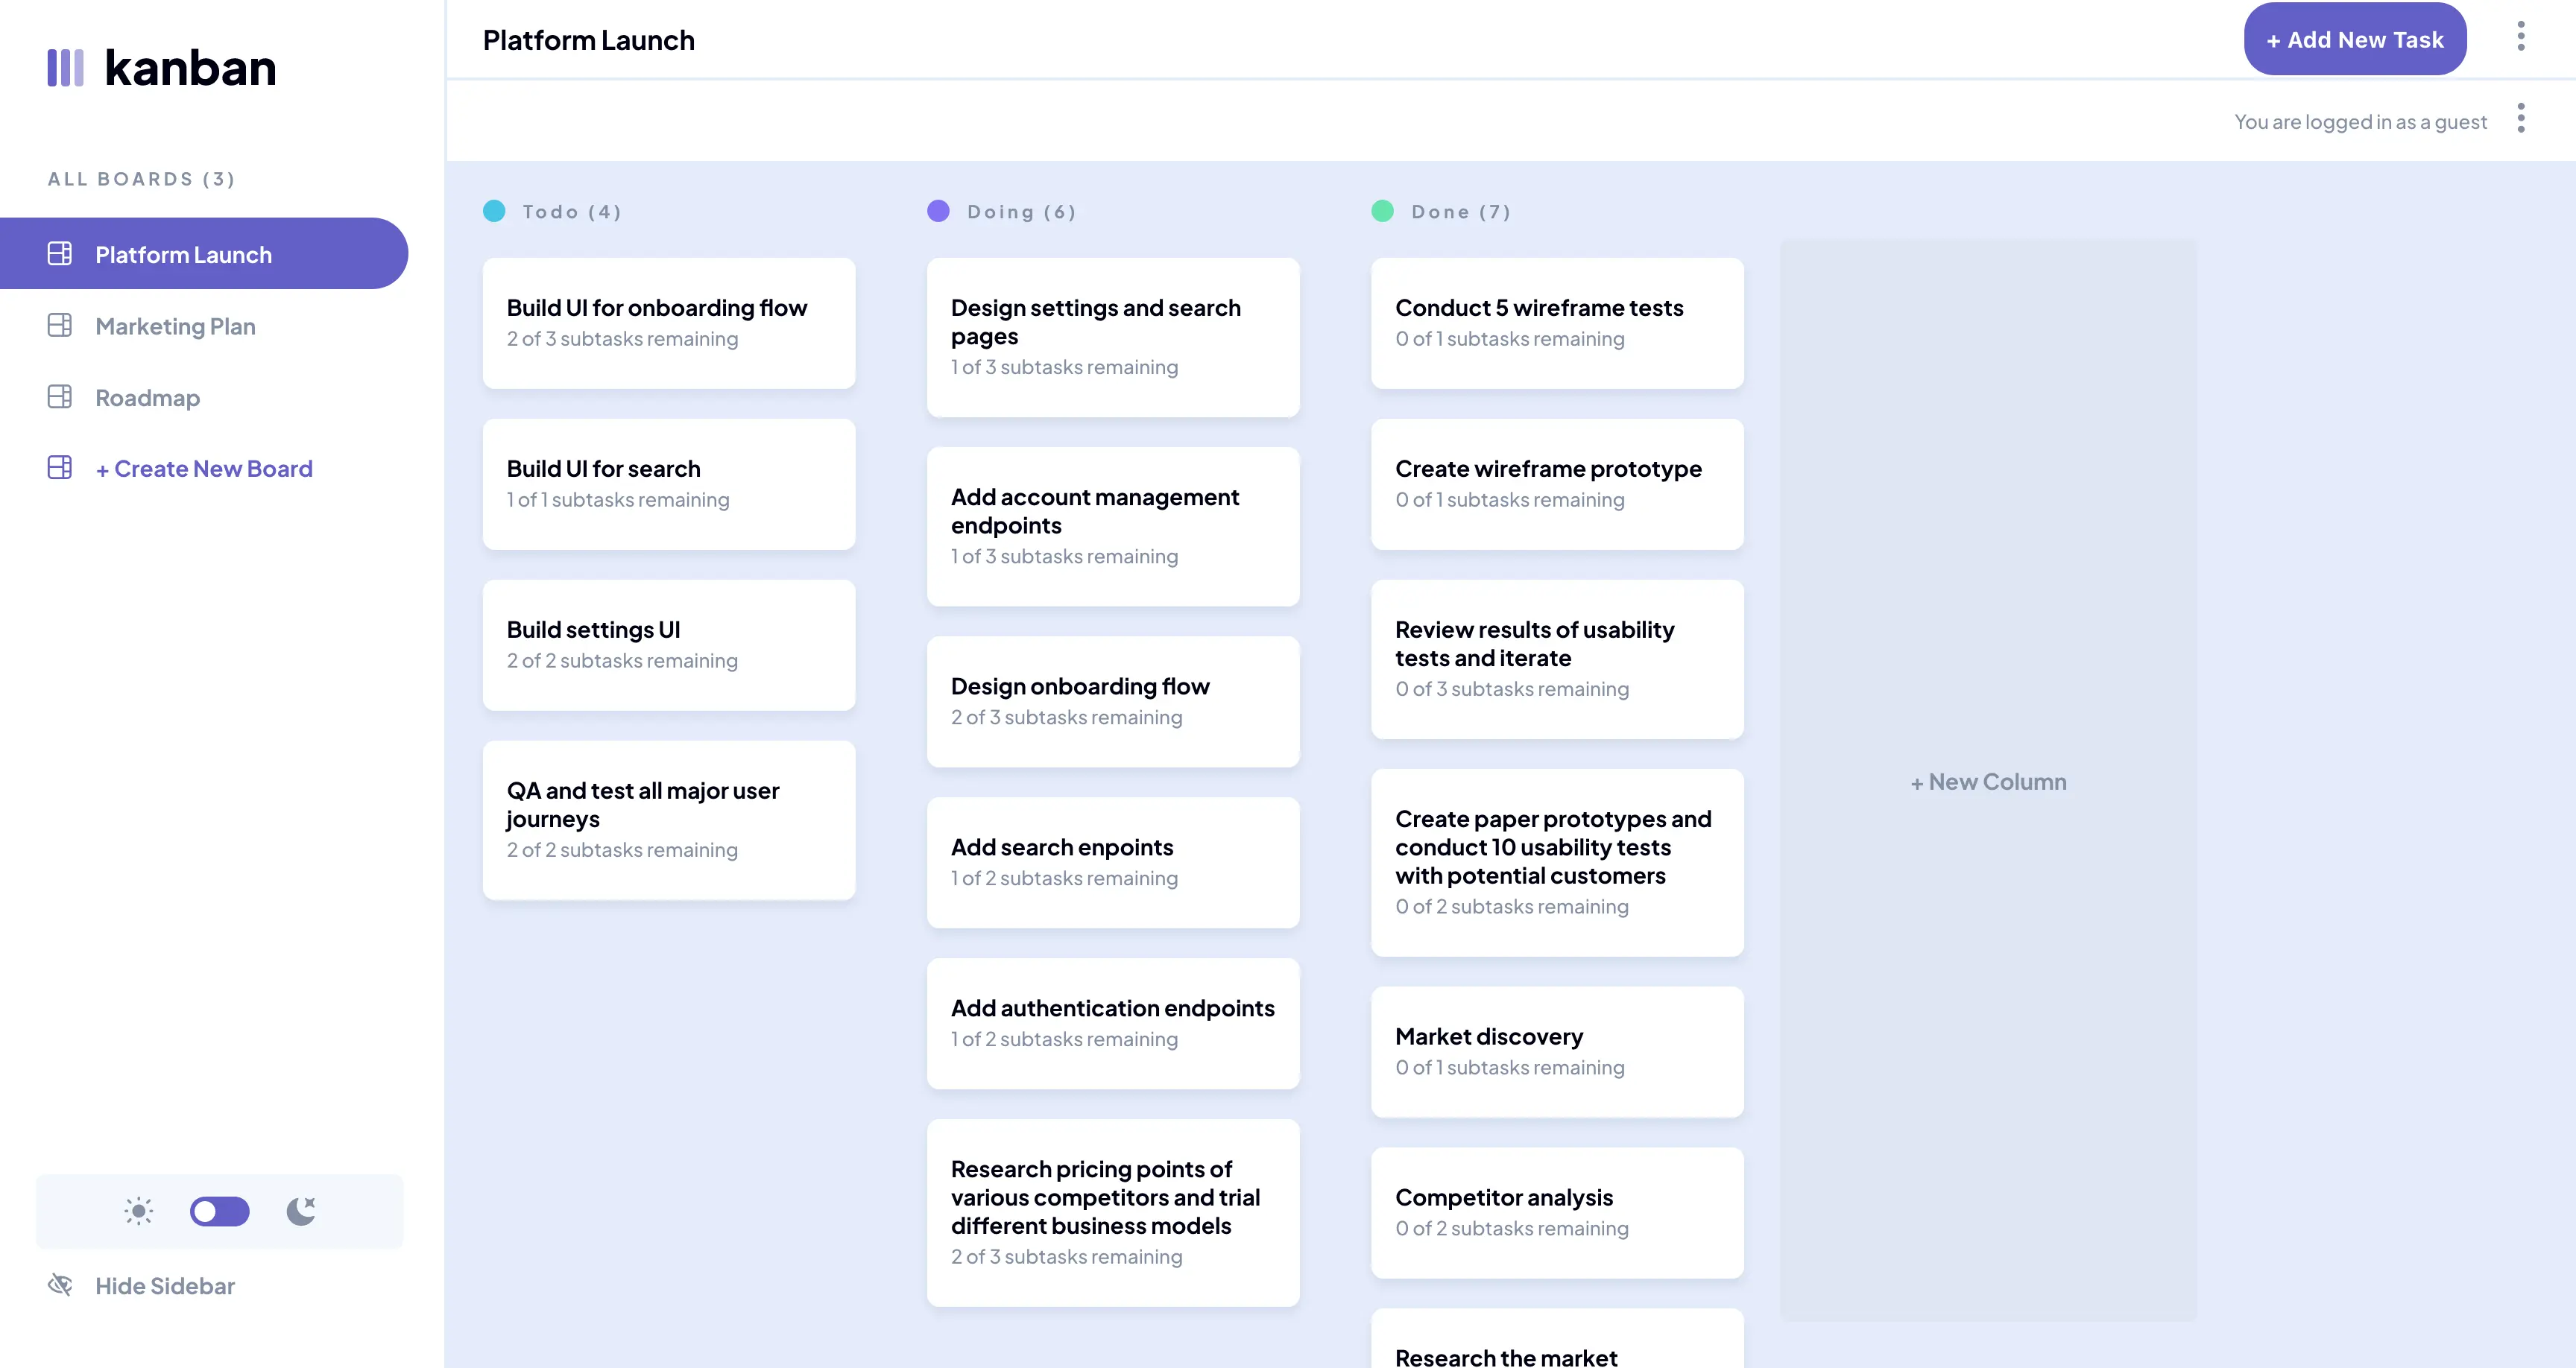 kanban
ALL BOARDS (3)
Platform Launch
Marketing Plan
Roadmap
+ Create New Board
Hide Sidebar
Platform Launch
+ Add New Task
You are logged in as a guest
Todo (4)
Build UI for onboarding flow
2 of 3 subtasks remaining
Build UI for search
1 of 1 subtasks remaining
Build settings UI
2 of 2 subtasks remaining
QA and test all major user
journeys
2 of 2 subtasks remaining
Doing (6)
Design settings and search
pages
1 of 3 subtasks remaining
Add account management
endpoints
1 of 3 subtasks remaining
Design onboarding flow
2 of 3 subtasks remaining
Add search enpoints
1 of 2 subtasks remaining
Add authentication endpoints
1 of 2 subtasks remaining
Research pricing points of
various competitors and trial
different business models
2 of 3 subtasks remaining
Done (7)
Conduct 5 wireframe tests
0 of 1 subtasks remaining
Create wireframe prototype
0 of 1 subtasks remaining
Review results of usability
tests and iterate
0 of 3 subtasks remaining
Create paper prototypes and
conduct 10 usability tests
with potential customers
0 of 2 subtasks remaining
Market discovery
0 of 1 subtasks remaining
Competitor analysis
0 of 2 subtasks remaining
Research the market
+ New Column